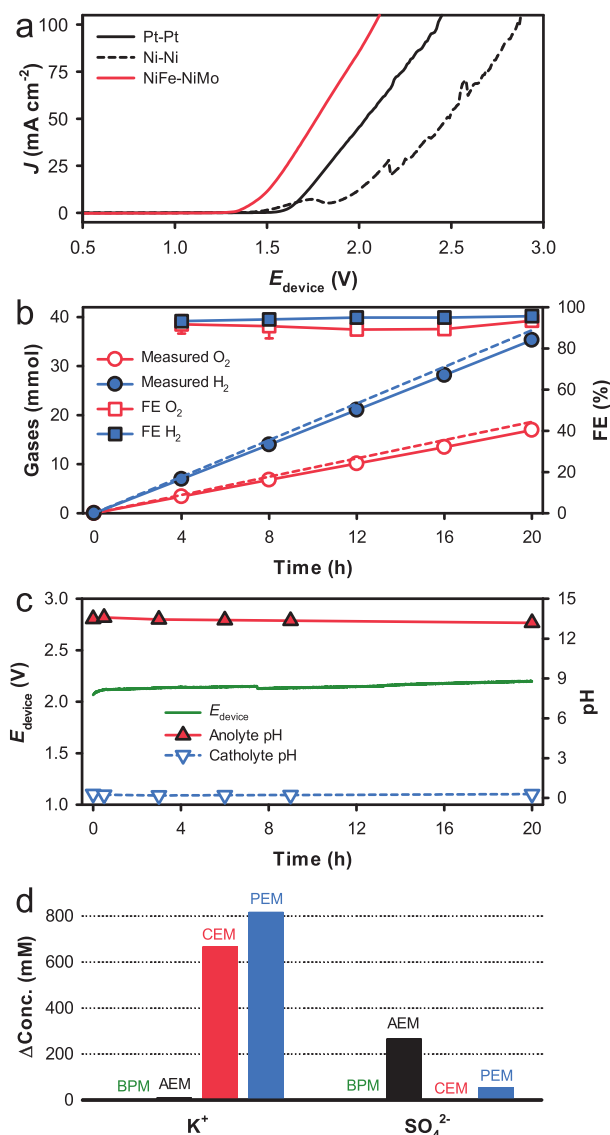 a
100
75
50
25
0
J (mA cm⁻²)
Pt-Pt
Ni-Ni
NiFe-NiMo
0.5 1.0 1.5 2.0 2.5 3.0
E_device (V)
b
40
30
20
10
0
Gases (mmol)
Measured O₂
Measured H₂
FE O₂
FE H₂
100
80
60
40
20
0
FE (%)
0 4 8 12 16 20
Time (h)
c
3.0
2.5
2.0
1.5
1.0
E_device (V)
E_device
Anolyte pH
Catholyte pH
15
12
9
6
3
0
pH
0 4 8 12 16 20
Time (h)
d
800
600
400
200
0
ΔConc. (mM)
BPM AEM CEM PEM
BPM AEM CEM PEM
K⁺ SO₄²⁻